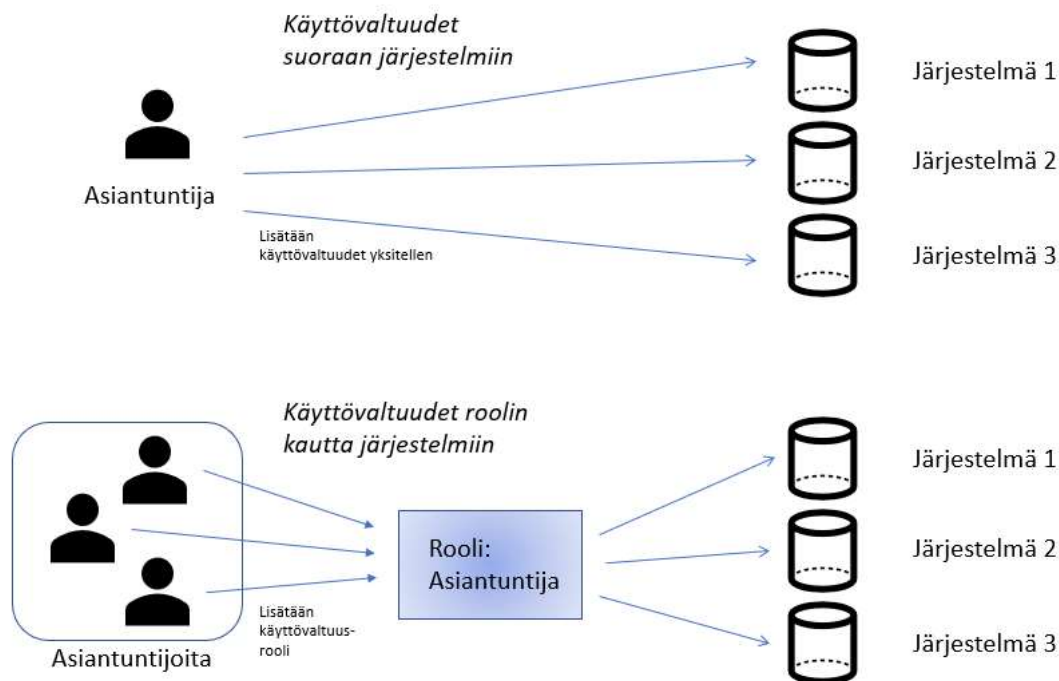 Käyttövaltuudet
suoraan järjestelmiin
Järjestelmä 1
Järjestelmä 2
Asiantuntija
Lisätään
käyttövaltuudet yksitellen
Järjestelmä 3
Käyttövaltuudet roolin
kautta järjestelmiin
Järjestelmä 1
Rooli:
Asiantuntija
Järjestelmä 2
Lisätään
käyttövaltuus-
rooli
Järjestelmä 3
Asiantuntijoita